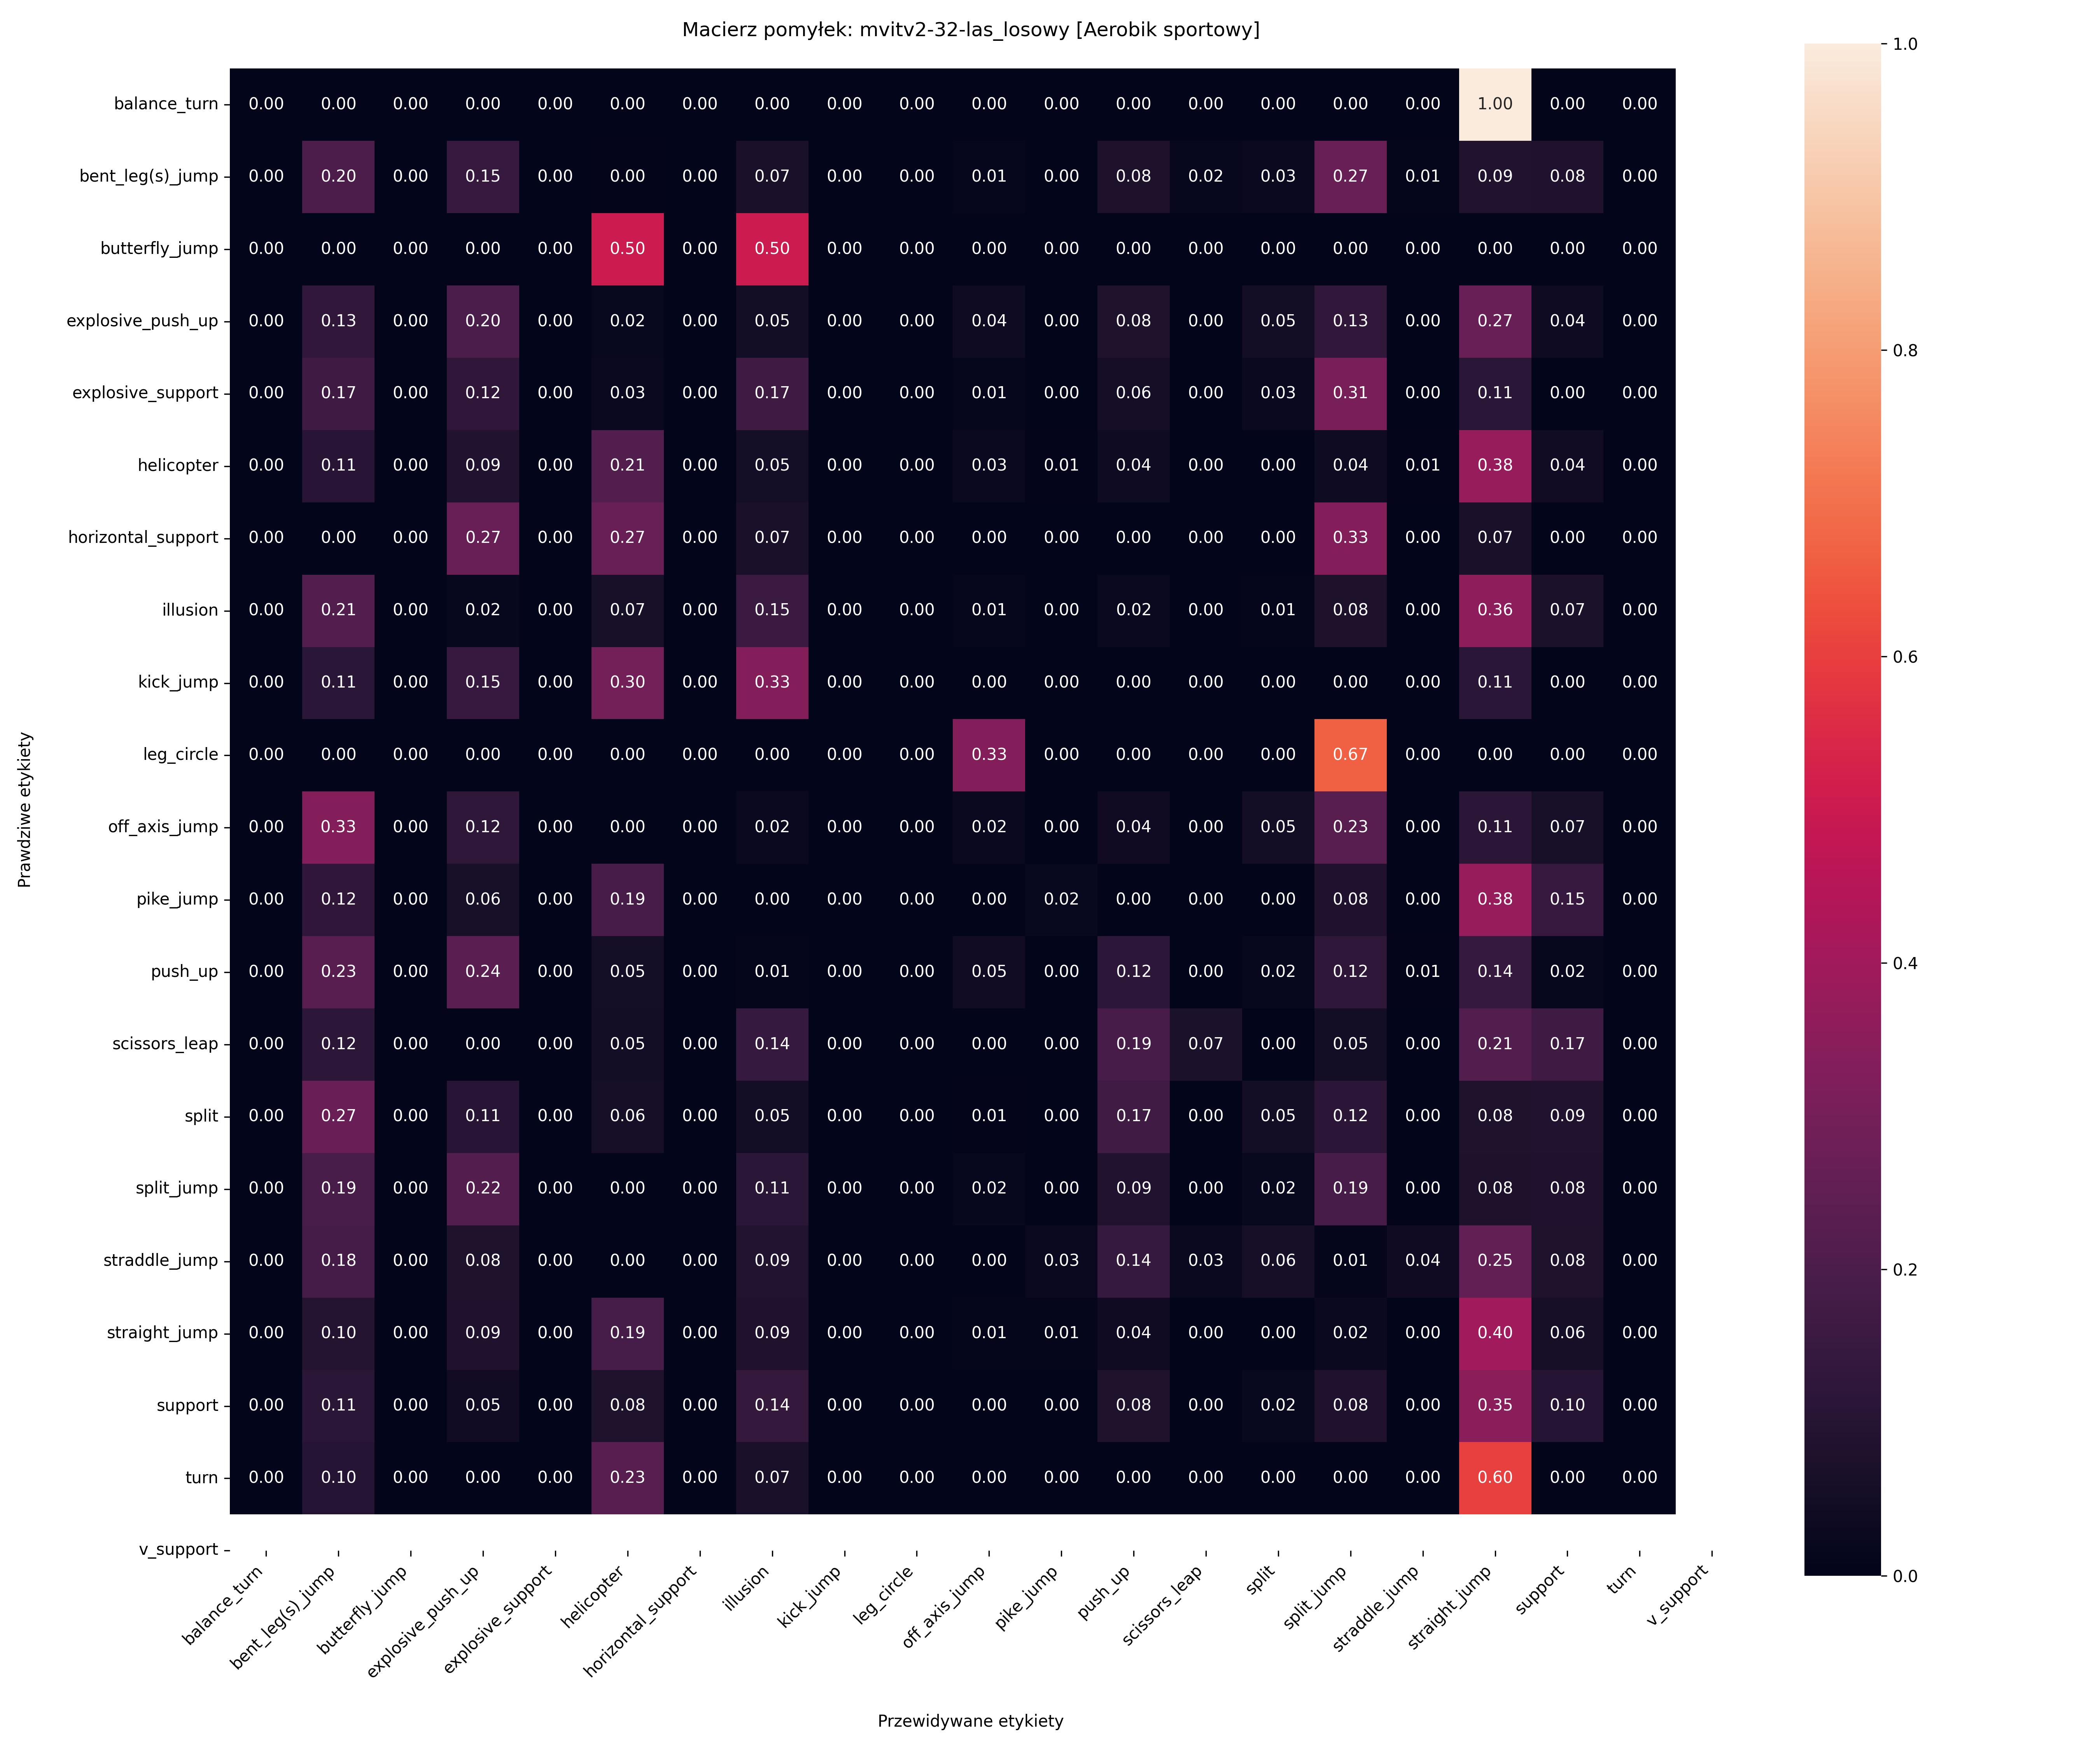 Macierz pomyłek: mvitv2-32-las_losowy [Aerobik sportowy]
1.0
balance_turn 0.00 0.00 0.00 0.00 0.00 0.00 0.00 0.00 0.00 0.00 0.00 0.00 0.00 0.00 0.00 0.00 0.00 1.00 0.00 0.00
bent_leg(s)_jump 0.00 0.20 0.00 0.15 0.00 0.00 0.00 0.07 0.00 0.00 0.01 0.00 0.08 0.02 0.03 0.27 0.01 0.09 0.08 0.00
butterfly_jump 0.00 0.00 0.00 0.00 0.00 0.50 0.00 0.50 0.00 0.00 0.00 0.00 0.00 0.00 0.00 0.00 0.00 0.00 0.00 0.00
explosive_push_up 0.00 0.13 0.00 0.20 0.00 0.02 0.00 0.05 0.00 0.00 0.04 0.00 0.08 0.00 0.05 0.13 0.00 0.27 0.04 0.00
0.8
explosive_support 0.00 0.17 0.00 0.12 0.00 0.03 0.00 0.17 0.00 0.00 0.01 0.00 0.06 0.00 0.03 0.31 0.00 0.11 0.00 0.00
helicopter 0.00 0.11 0.00 0.09 0.00 0.21 0.00 0.05 0.00 0.00 0.03 0.01 0.04 0.00 0.00 0.04 0.01 0.38 0.04 0.00
horizontal_support 0.00 0.00 0.00 0.27 0.00 0.27 0.00 0.07 0.00 0.00 0.00 0.00 0.00 0.00 0.00 0.33 0.00 0.07 0.00 0.00
illusion 0.00 0.21 0.00 0.02 0.00 0.07 0.00 0.15 0.00 0.00 0.01 0.00 0.02 0.00 0.01 0.08 0.00 0.36 0.07 0.00
0.6
kick_jump 0.00 0.11 0.00 0.15 0.00 0.30 0.00 0.33 0.00 0.00 0.00 0.00 0.00 0.00 0.00 0.00 0.00 0.11 0.00 0.00
leg_circle 0.00 0.00 0.00 0.00 0.00 0.00 0.00 0.00 0.00 0.00 0.33 0.00 0.00 0.00 0.00 0.67 0.00 0.00 0.00 0.00
Prawdziwe etykiety
off_axis_jump 0.00 0.33 0.00 0.12 0.00 0.00 0.00 0.02 0.00 0.00 0.02 0.00 0.04 0.00 0.05 0.23 0.00 0.11 0.07 0.00
pike_jump 0.00 0.12 0.00 0.06 0.00 0.19 0.00 0.00 0.00 0.00 0.00 0.02 0.00 0.00 0.00 0.08 0.00 0.38 0.15 0.00
0.4
push_up 0.00 0.23 0.00 0.24 0.00 0.05 0.00 0.01 0.00 0.00 0.05 0.00 0.12 0.00 0.02 0.12 0.01 0.14 0.02 0.00
scissors_leap 0.00 0.12 0.00 0.00 0.00 0.05 0.00 0.14 0.00 0.00 0.00 0.00 0.19 0.07 0.00 0.05 0.00 0.21 0.17 0.00
split 0.00 0.27 0.00 0.11 0.00 0.06 0.00 0.05 0.00 0.00 0.01 0.00 0.17 0.00 0.05 0.12 0.00 0.08 0.09 0.00
split_jump 0.00 0.19 0.00 0.22 0.00 0.00 0.00 0.11 0.00 0.00 0.02 0.00 0.09 0.00 0.02 0.19 0.00 0.08 0.08 0.00
straddle_jump 0.00 0.18 0.00 0.08 0.00 0.00 0.00 0.09 0.00 0.00 0.00 0.03 0.14 0.03 0.06 0.01 0.04 0.25 0.08 0.00
0.2
straight_jump 0.00 0.10 0.00 0.09 0.00 0.19 0.00 0.09 0.00 0.00 0.01 0.01 0.04 0.00 0.00 0.02 0.00 0.40 0.06 0.00
support 0.00 0.11 0.00 0.05 0.00 0.08 0.00 0.14 0.00 0.00 0.00 0.00 0.08 0.00 0.02 0.08 0.00 0.35 0.10 0.00
turn 0.00 0.10 0.00 0.00 0.00 0.23 0.00 0.07 0.00 0.00 0.00 0.00 0.00 0.00 0.00 0.00 0.00 0.60 0.00 0.00
v_support
0.0
balance_turn bent_leg(s)_jump butterfly_jump explosive_push_up explosive_support helicopter horizontal_support illusion kick_jump leg_circle off_axis_jump pike_jump push_up scissors_leap split split_jump straddle_jump straight_jump support turn v_support
Przewidywane etykiety